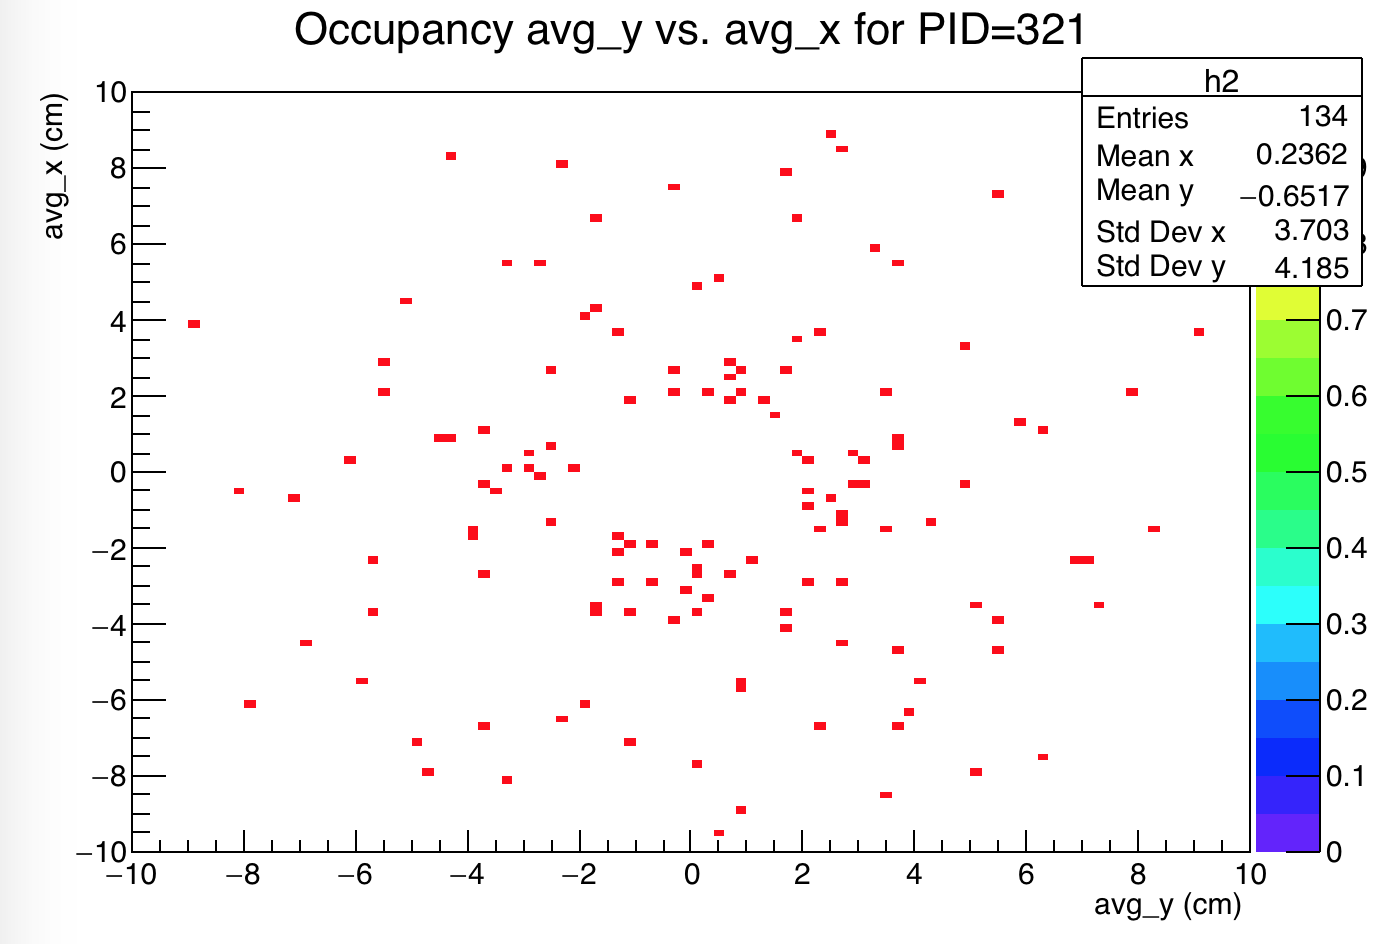 Occupancy avg_y vs. avg_x for PID=321
avg_x (cm)
h2
Entries 134
Mean x 0.2362
Mean y −0.6517
Std Dev x 3.703
Std Dev y 4.185
10
8
6
4
2
0
−2
−4
−6
−8
−10
−10 −8 −6 −4 −2 0 2 4 6 8 10
avg_y (cm)
0.7
0.6
0.5
0.4
0.3
0.2
0.1
0